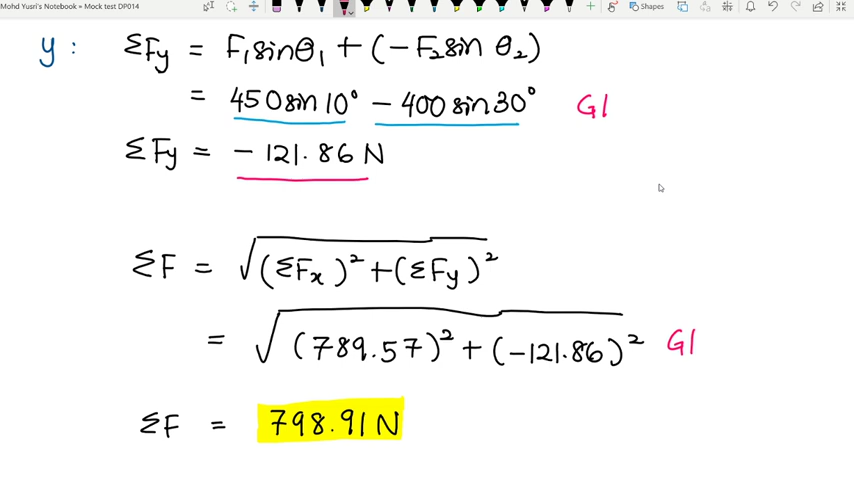 Mohd Yusri's Notebook » Mock test DP014
Shapes
y : ΣFy = F₁sinθ₁ + (−F₂sin θ₂)
= 450sin 10° − 400 sin 30° G1
ΣFy = −121.86 N
ΣF = √(ΣFx)² + (ΣFy)²
= √(789.57)² + (−121.86)² G1
ΣF = 798.91 N